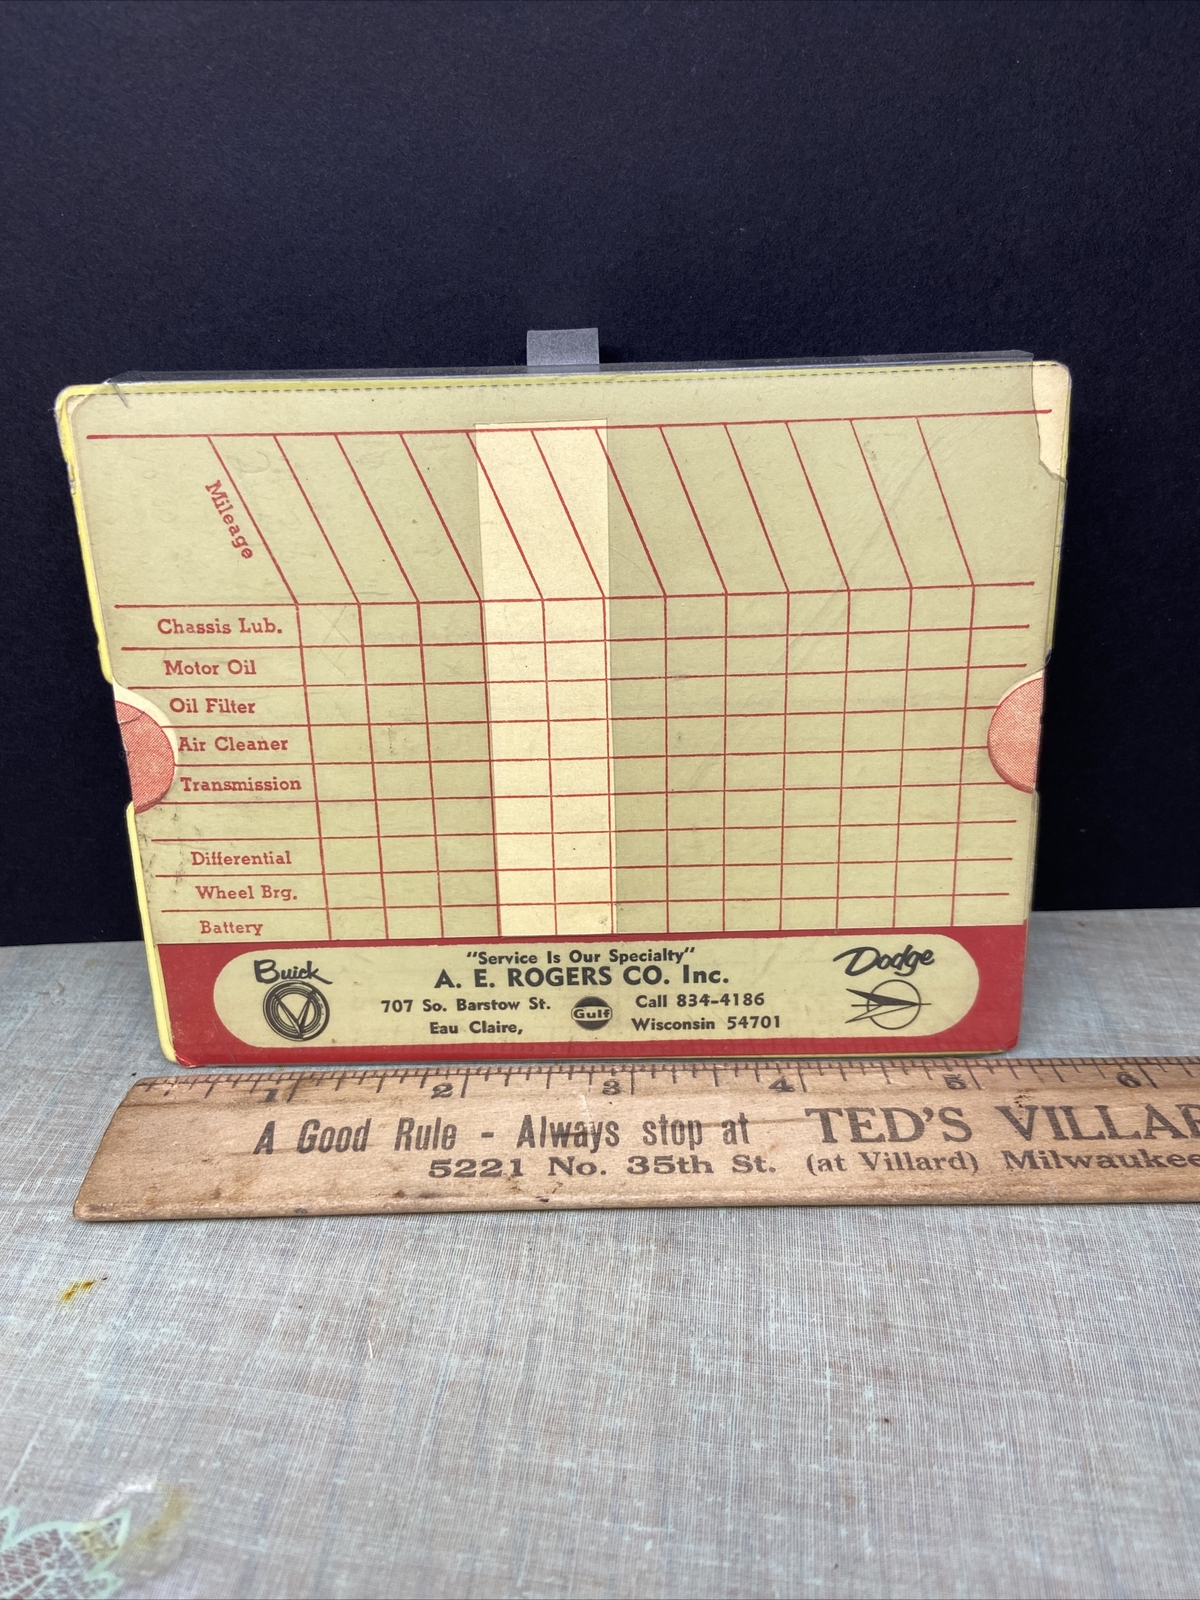 Mileage
Chassis Lub.
Motor Oil
Oil Filter
Air Cleaner
Transmission
Differential
Wheel Brg.
Battery
Buick
"Service Is Our Specialty"
A. E. ROGERS CO. Inc.
707 So. Barstow St.
Eau Claire,
Gulf
Call 834-4186
Wisconsin 54701
Dodge
1 2 3 4 5 6
A Good Rule - Always stop at TED'S VILLAR
5221 No. 35th St. (at Villard) Milwaukee